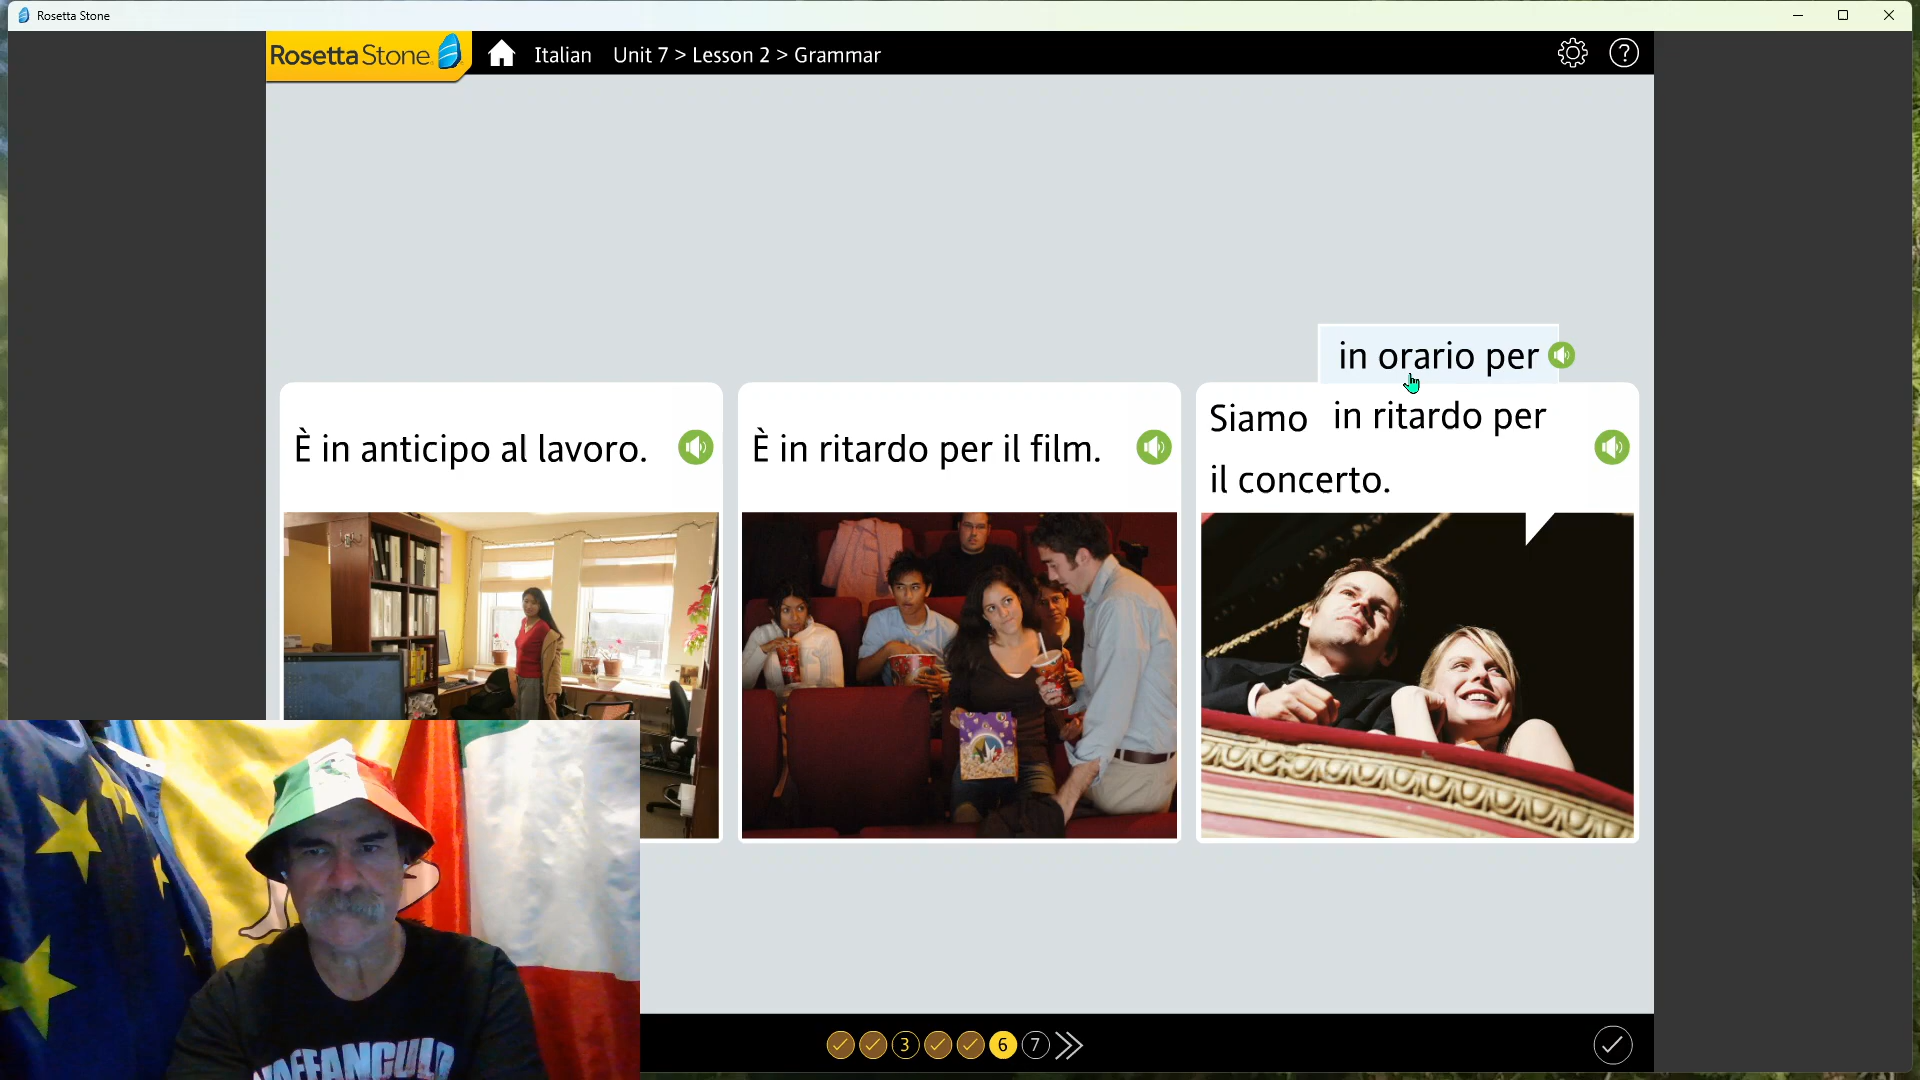 Rosetta Stone
RosettaStone
Italian Unit 7 > Lesson 2 > Grammar
?
in orario per
È in anticipo al lavoro.
È in ritardo per il film.
Siamo in ritardo per
il concerto.
3 6 7